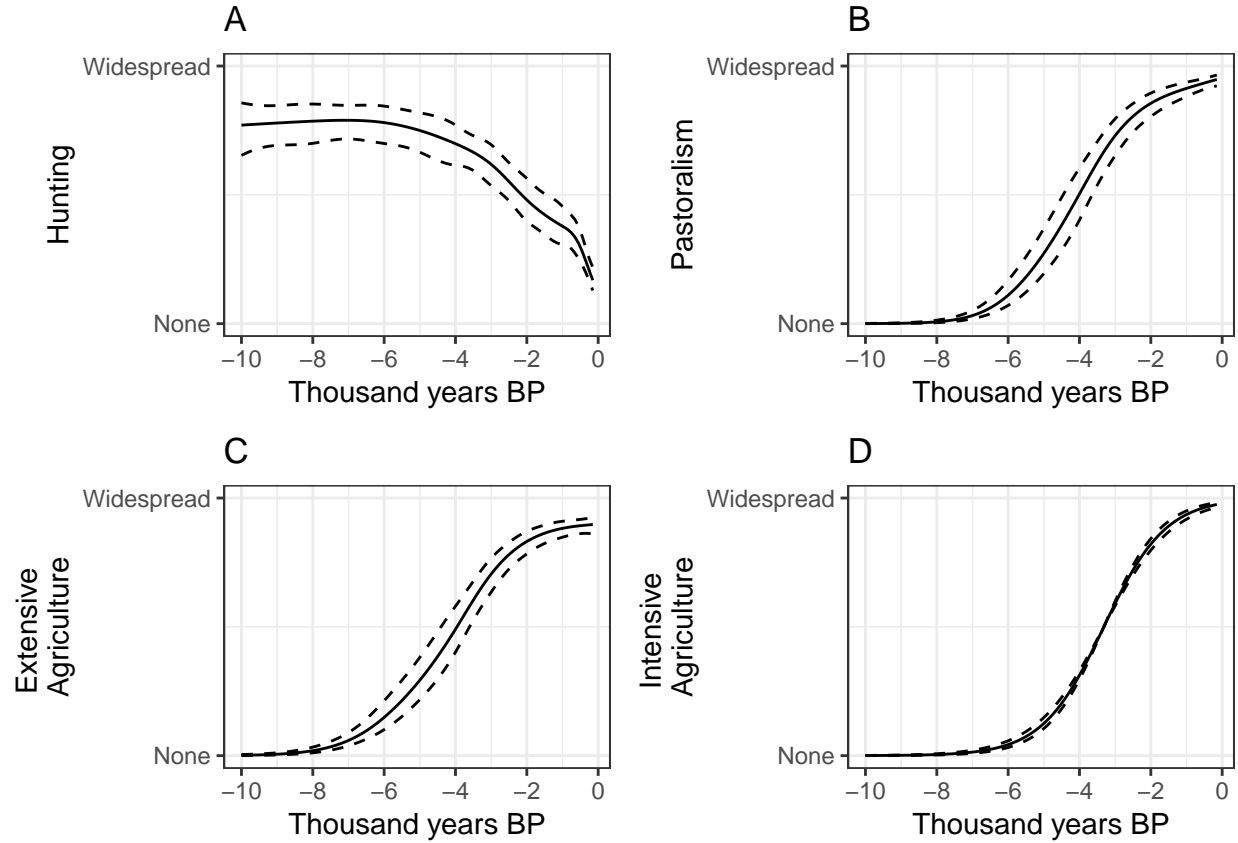 A
Widespread
None
Hunting
−10 −8 −6 −4 −2 0
Thousand years BP
B
Widespread
None
Pastoralism
−10 −8 −6 −4 −2 0
Thousand years BP
C
Widespread
None
Extensive
Agriculture
−10 −8 −6 −4 −2 0
Thousand years BP
D
Widespread
None
Intensive
Agriculture
−10 −8 −6 −4 −2 0
Thousand years BP